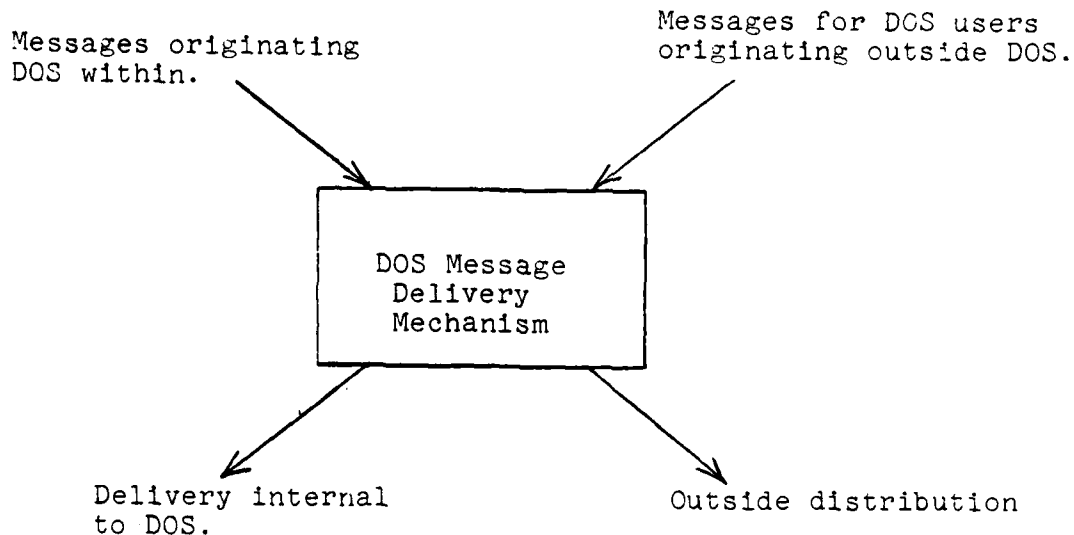 Messages originating
DOS within.
Messages for DOS users
originating outside DOS.
DOS Message
Delivery
Mechanism
Delivery internal
to DOS.
Outside distribution